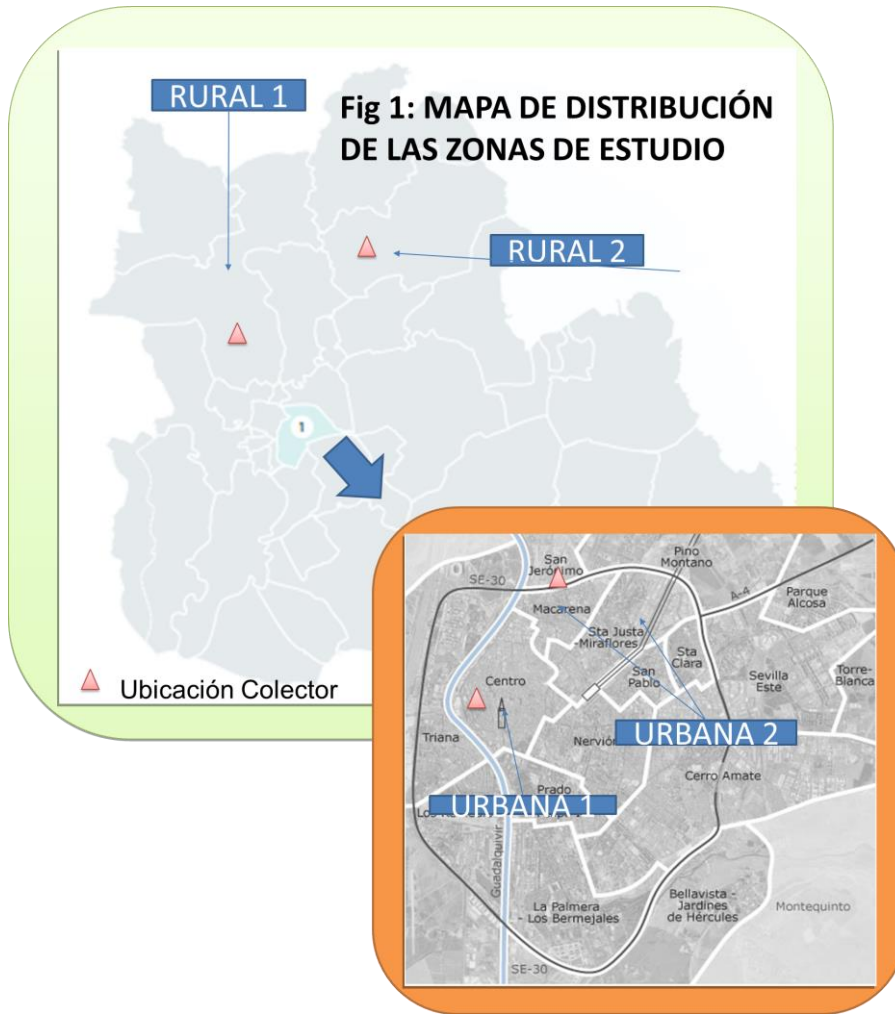 RURAL 1
Fig 1: MAPA DE DISTRIBUCIÓN
DE LAS ZONAS DE ESTUDIO
RURAL 2
1
Ubicación Colector
San
Jerónimo
Pino
Montano
SE-30
A-4
Parque
Alcosa
Macarena
Sta Justa
-Miraflores
Sta
Clara
San
Pablo
Centro
Sevilla
Este
Torre-
Blanca
Triana
Nervión
URBANA 2
Cerro Amate
Prado
URBANA 1
Guadalquivir
La Palmera
- Los Bermejales
Bellavista -
Jardines
de Hércules
Montequinto
SE-30